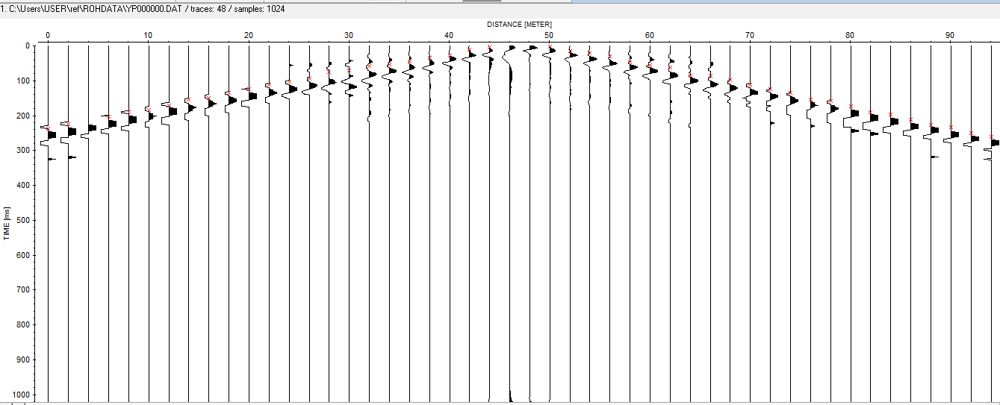 1. C:\Users\USER\ref\ROHDATA\YP000000.DAT / traces: 48 / samples: 1024
DISTANCE [METER]
0 10 20 30 40 50 60 70 80 90
0
100
200
300
400
500
600
700
800
900
1000
TIME [ms]